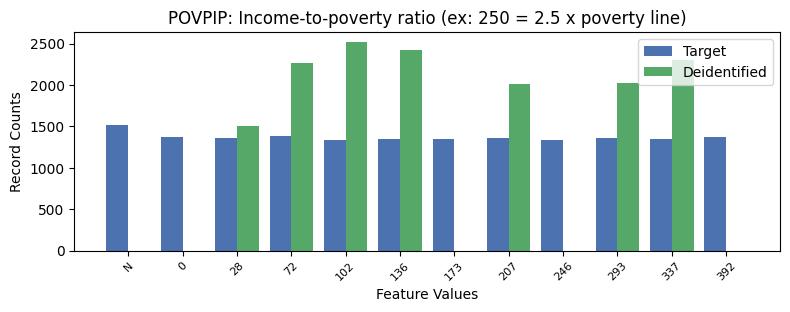 POVPIP: Income-to-poverty ratio (ex: 250 = 2.5 x poverty line)
Target
Deidentified
2500
2000
1500
1000
500
0
Record Counts
N 0 28 72 102 136 173 207 246 293 337 392
Feature Values